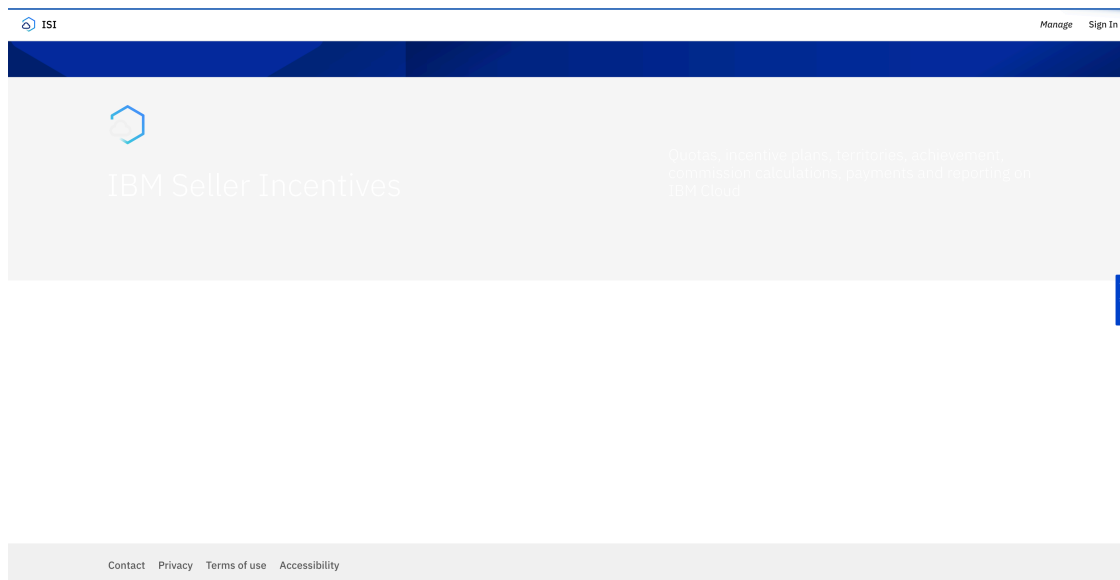 ISI
Manage Sign In
IBM Seller Incentives
Quotas, incentive plans, territories, achievement,
commission calculations, payments and reporting on
IBM Cloud
Contact Privacy Terms of use Accessibility